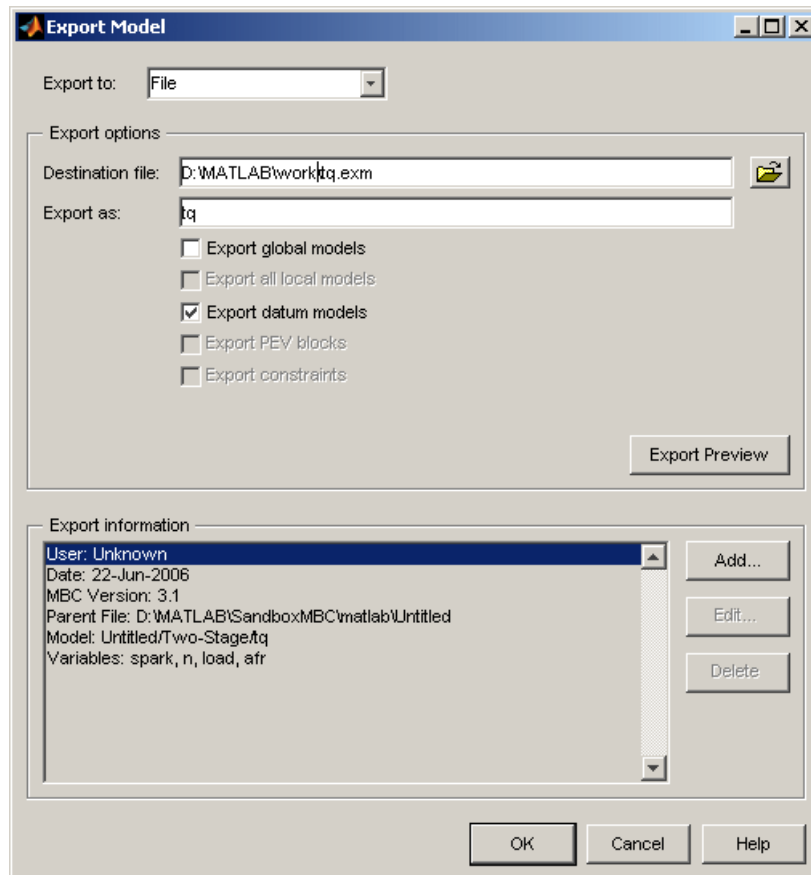 Export Model
Export to: File
Export options
Destination file: D:\MATLAB\work\tq.exm
Export as: tq
Export global models
Export all local models
Export datum models
Export PEV blocks
Export constraints
Export Preview
Export information
User: Unknown
Add...
Date: 22-Jun-2006
MBC Version: 3.1
Parent File: D:\MATLAB\SandboxMBC\matlab\Untitled
Edit...
Model: Untitled/Two-Stage/tq
Variables: spark, n, load, afr
Delete
OK Cancel Help